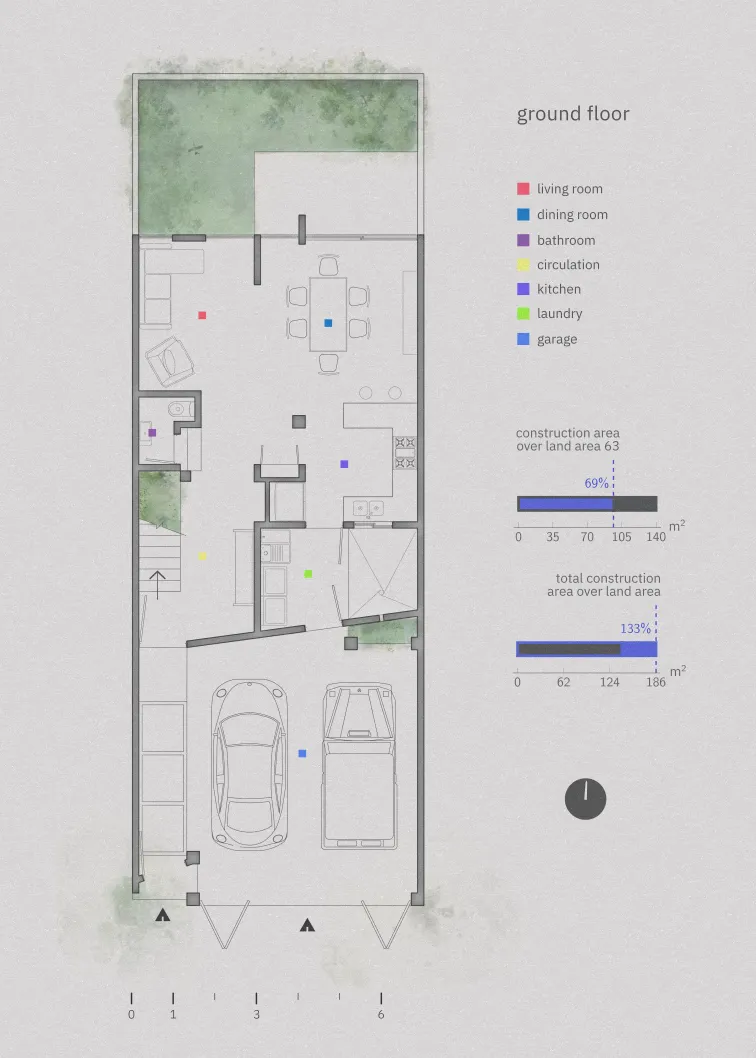 ground floor
living room
dining room
bathroom
circulation
kitchen
laundry
garage
construction area
over land area 63
69%
m²
0 35 70 105 140
total construction
area over land area
133%
m²
0 62 124 186
0 1 3 6